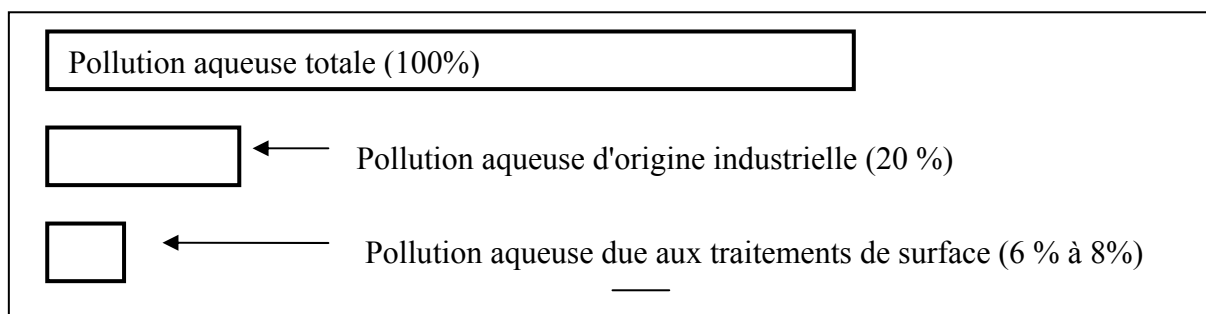 Pollution aqueuse totale (100%)
Pollution aqueuse d'origine industrielle (20 %)
Pollution aqueuse due aux traitements de surface (6 % à 8%)